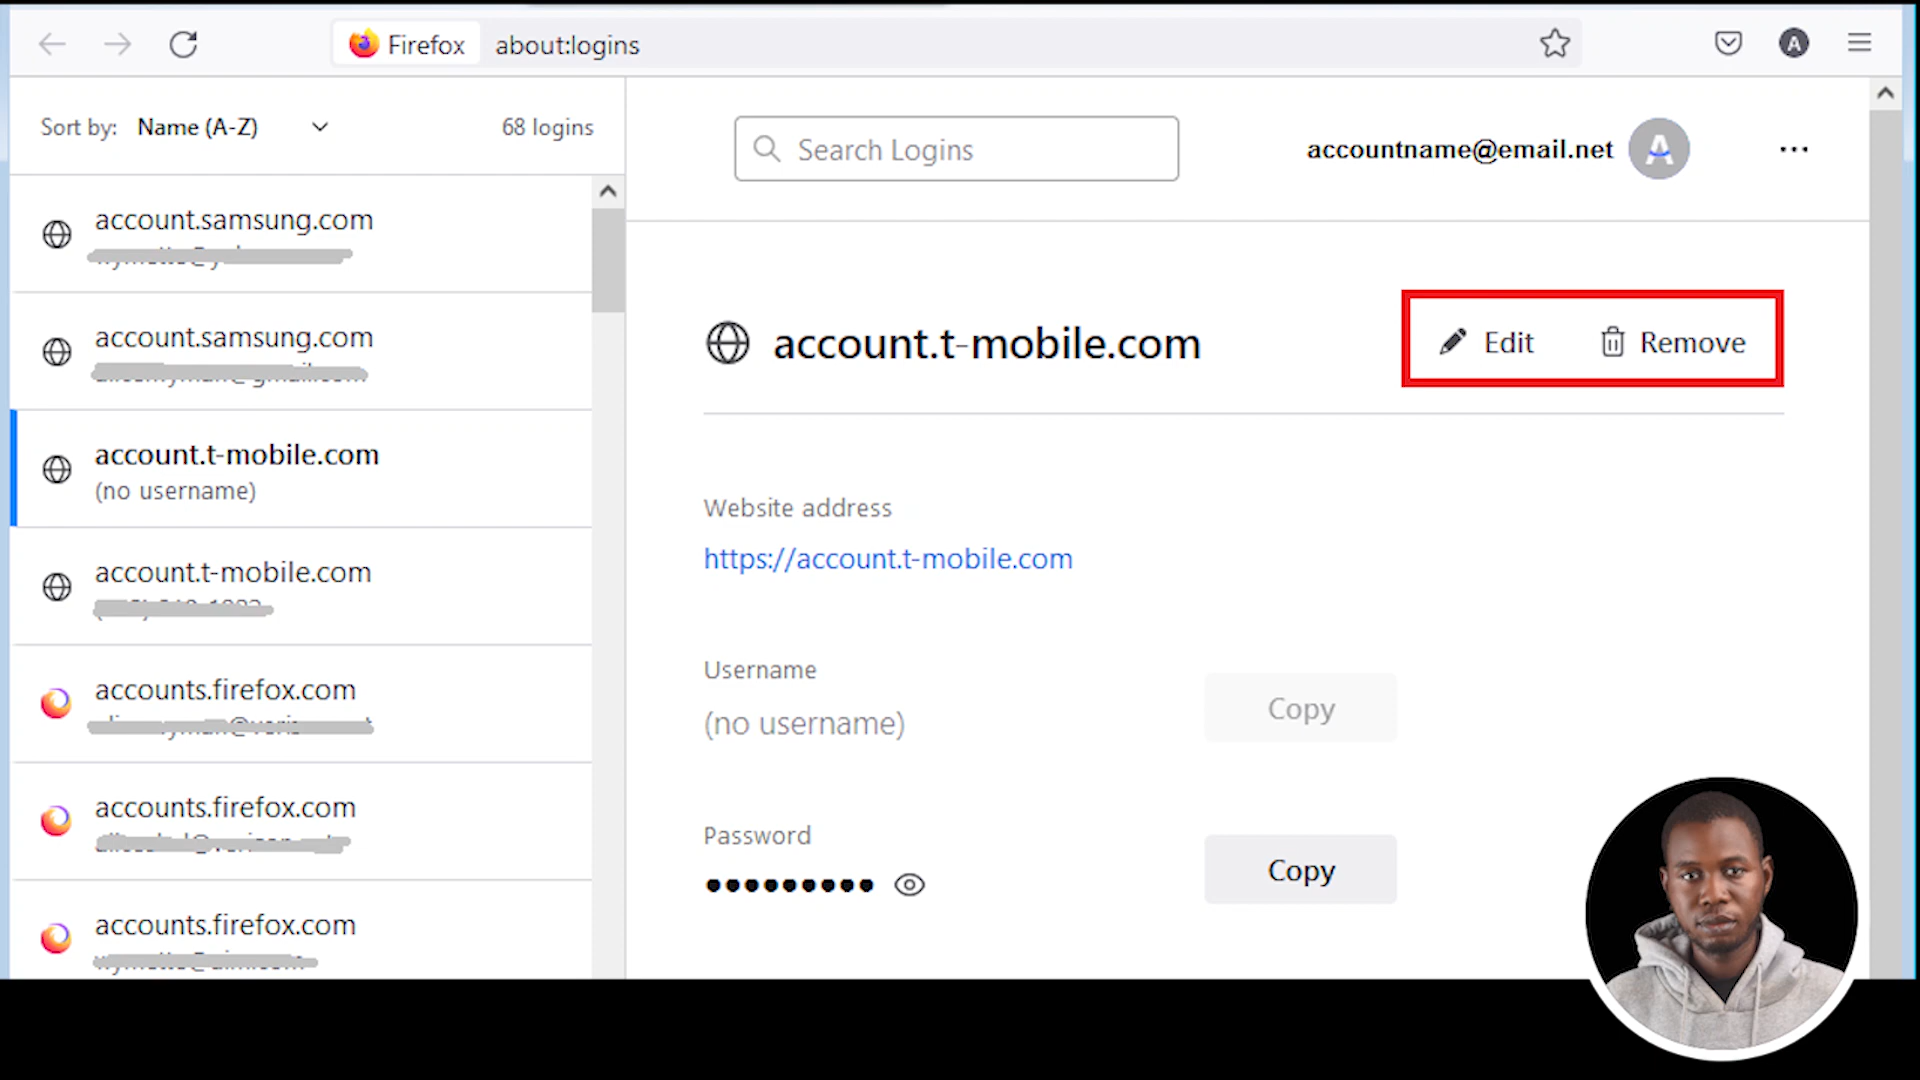 Firefox about:logins A
Sort by: Name (A-Z) 68 logins
Search Logins
accountname@email.net A
account.samsung.com
account.samsung.com
account.t-mobile.com
(no username)
account.t-mobile.com
accounts.firefox.com
accounts.firefox.com
accounts.firefox.com
account.t-mobile.com
Edit Remove
Website address
https://account.t-mobile.com
Username
(no username)
Copy
Password
Copy